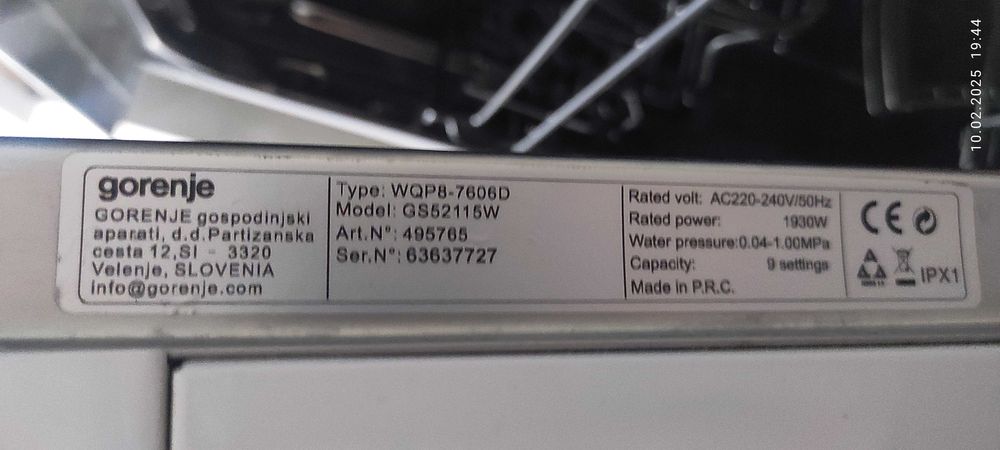 gorenje
GORENJE gospodinjski
aparati, d.d.Partizanska
cesta 12,SI - 3320
Velenje, SLOVENIA
info@gorenje.com
Type: WQP8-7606D
Model: GS52115W
Art.N°: 495765
Ser.N°: 63637727
Rated volt: AC220-240V/50Hz
Rated power: 1930W
Water pressure:0.04-1.00MPa
Capacity: 9 settings
Made in P.R.C.
CE
IPX1
10.02.2025 19:44